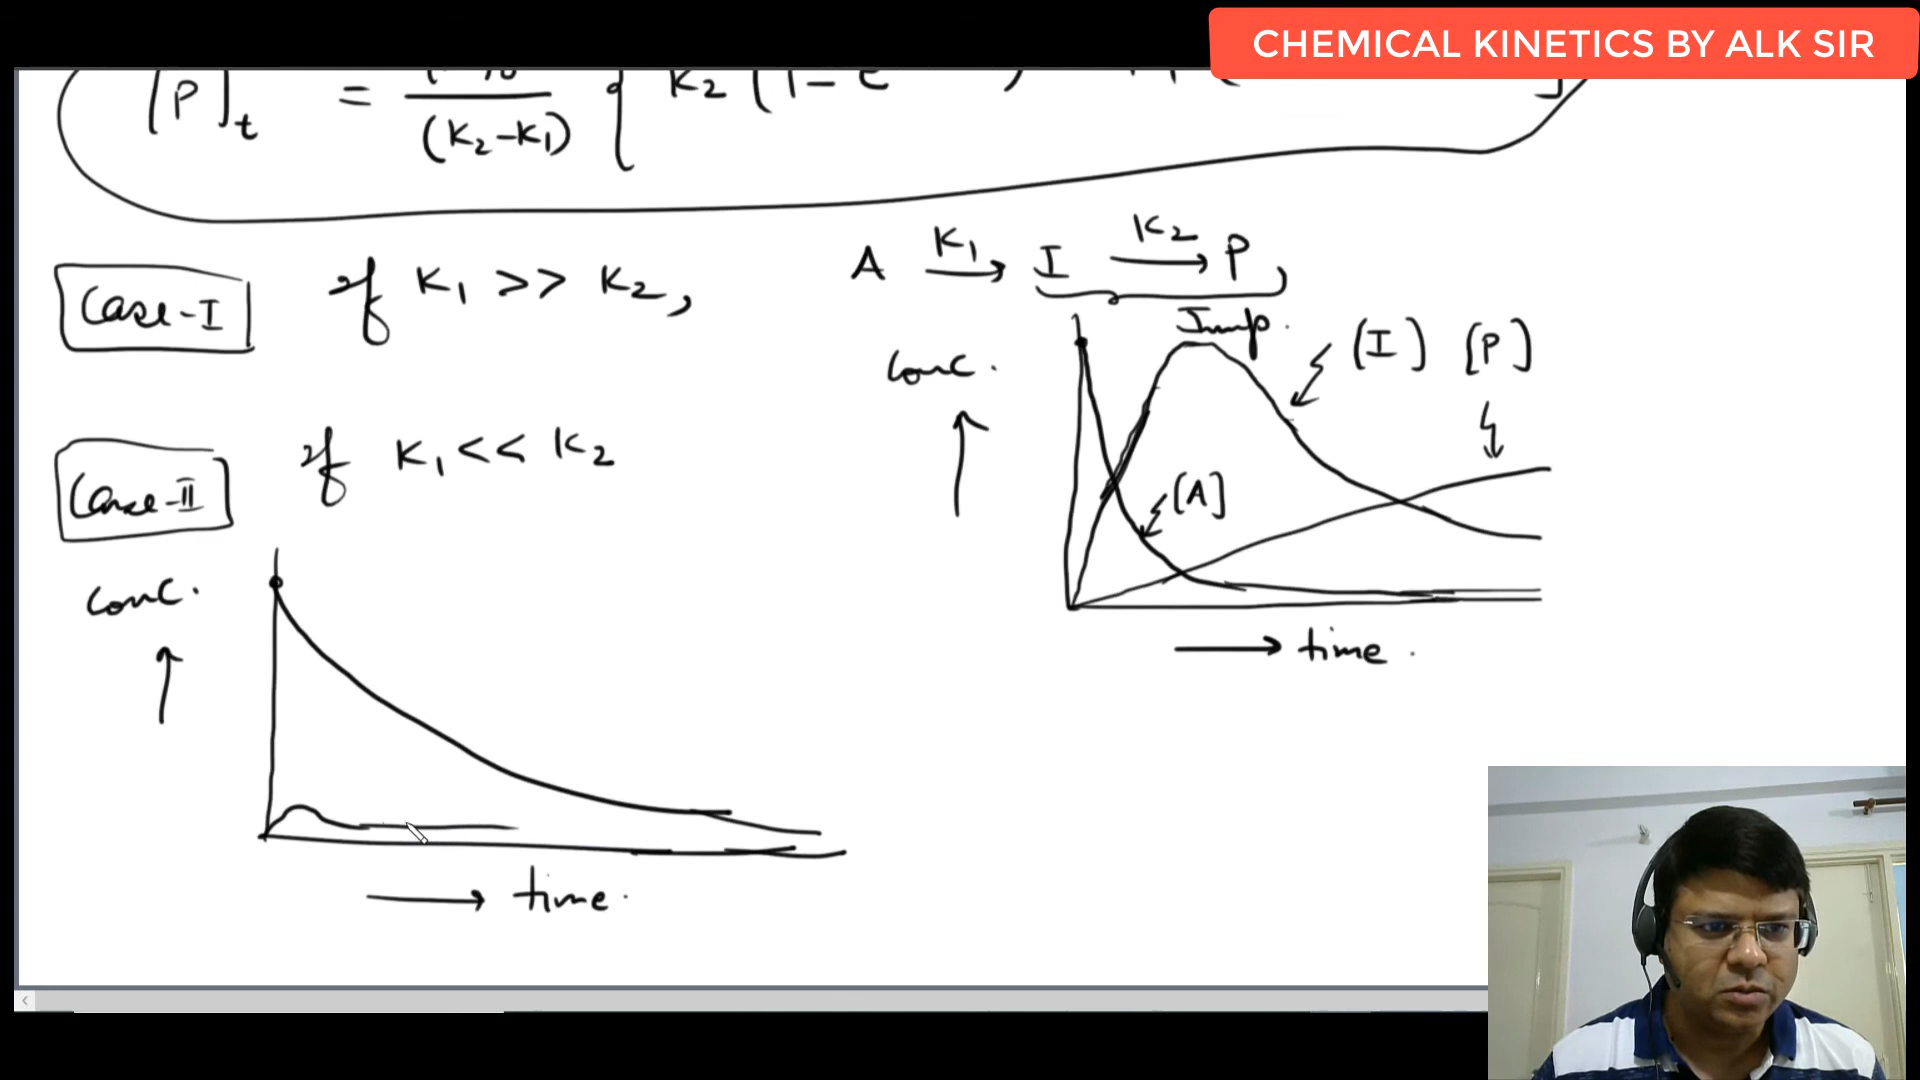 CHEMICAL KINETICS BY ALK SIR
[P]t = (K2-K1) { K2 (1-e
Case-I if K1 >> K2,
A K1→ I K2→ P
Jump.
Conc. [I] [P]
[A]
→ time.
Case-II if K1 << K2
Conc.
→ time.